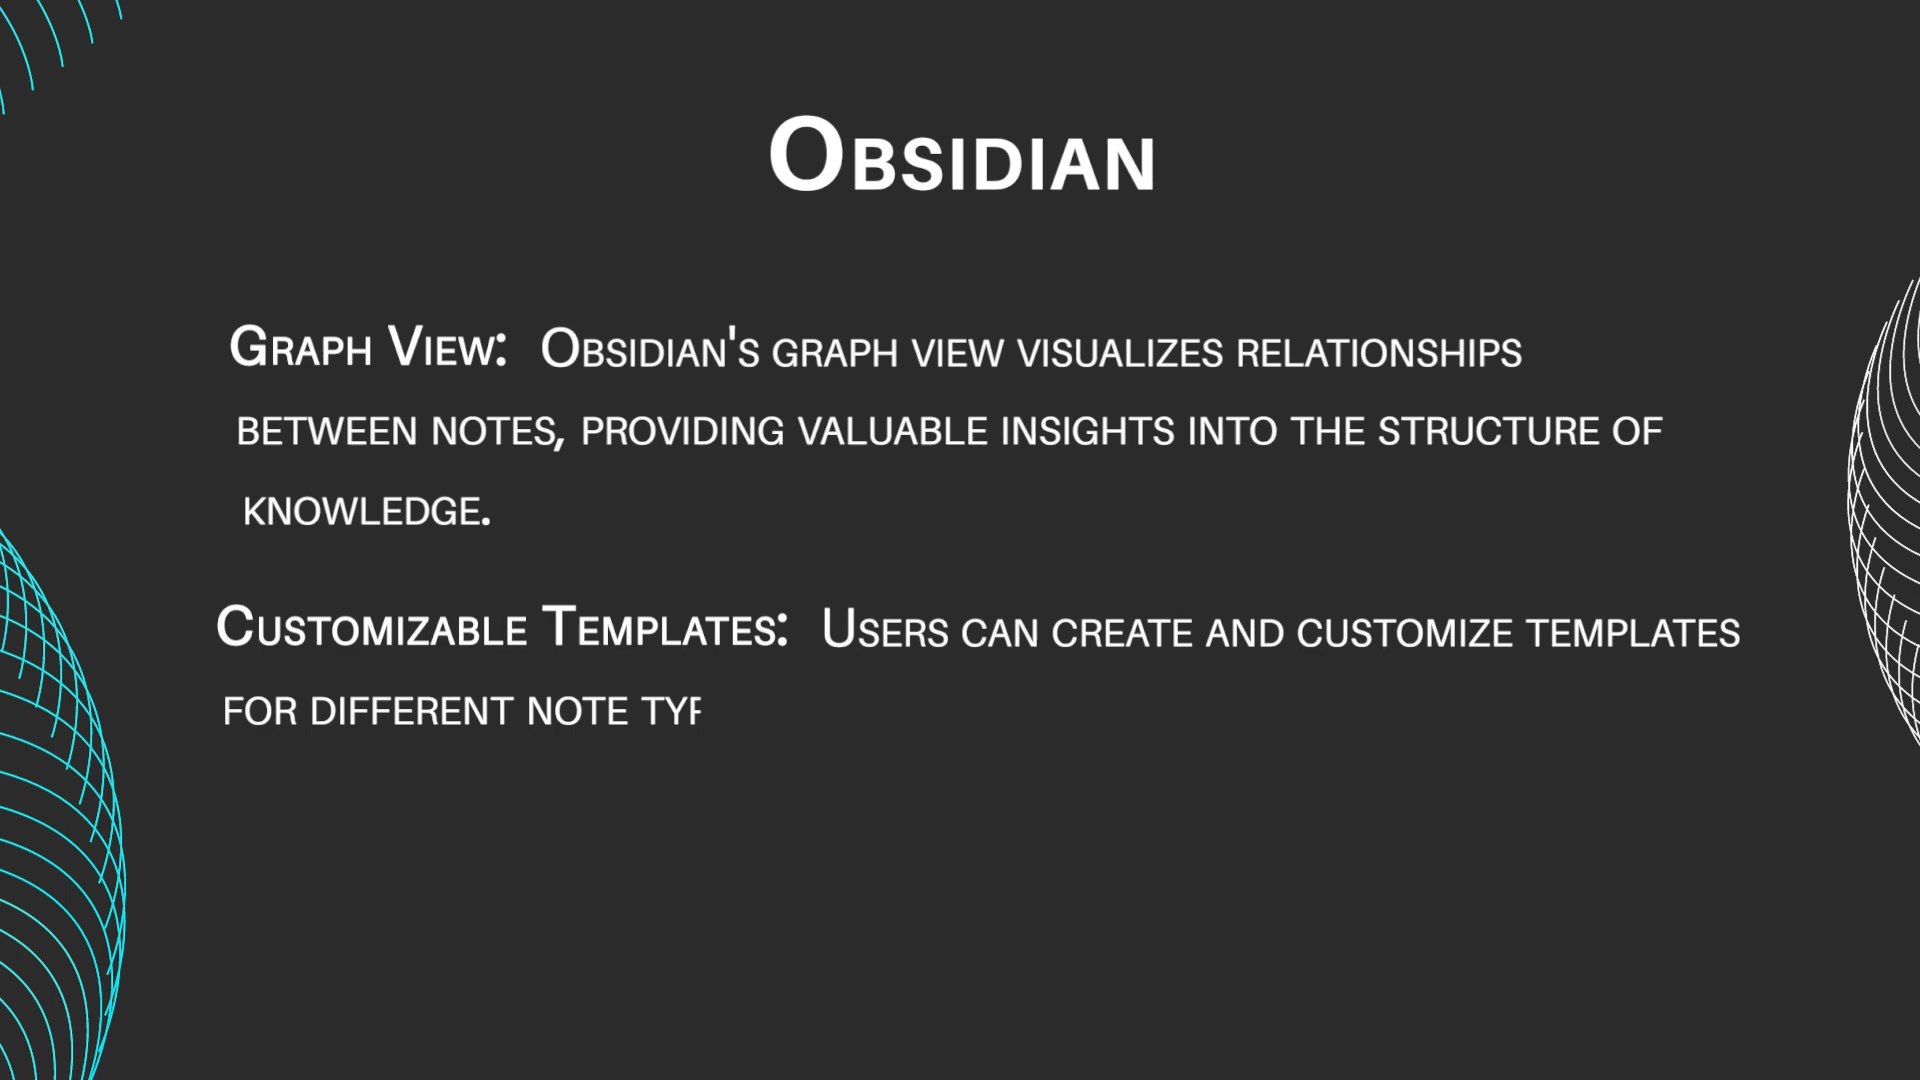 Obsidian
Graph View: Obsidian's graph view visualizes relationships
between notes, providing valuable insights into the structure of
knowledge.
Customizable Templates: Users can create and customize templates
for different note